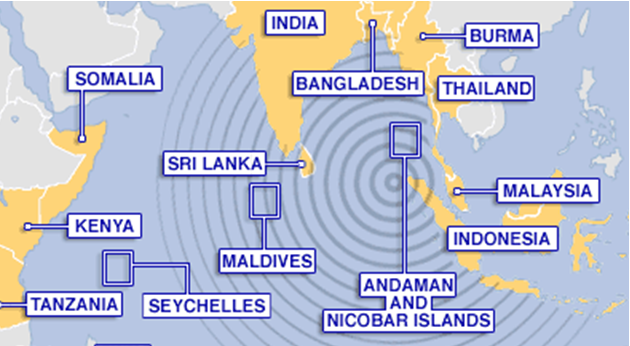 INDIA
BURMA
SOMALIA
BANGLADESH
THAILAND
SRI LANKA
MALAYSIA
KENYA
INDONESIA
MALDIVES
ANDAMAN
AND
NICOBAR ISLANDS
TANZANIA
SEYCHELLES